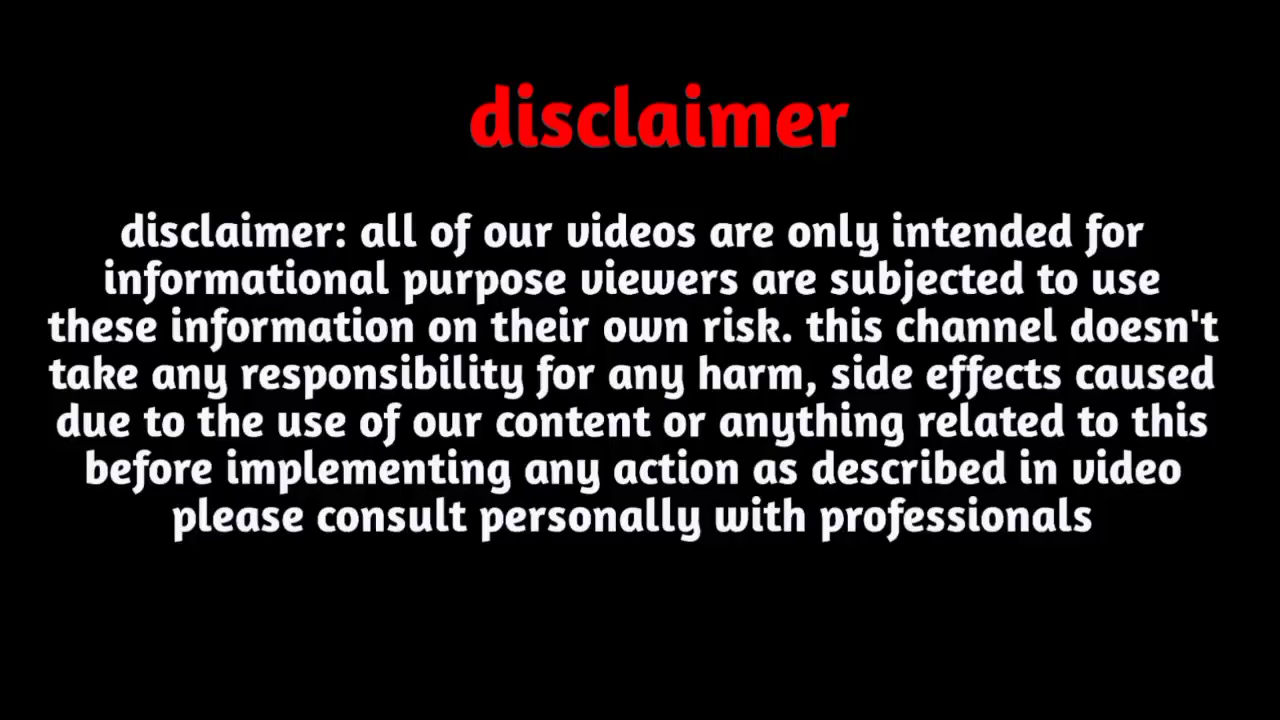 disclaimer
disclaimer: all of our videos are only intended for
informational purpose viewers are subjected to use
these information on their own risk. this channel doesn't
take any responsibility for any harm, side effects caused
due to the use of our content or anything related to this
before implementing any action as described in video
please consult personally with professionals